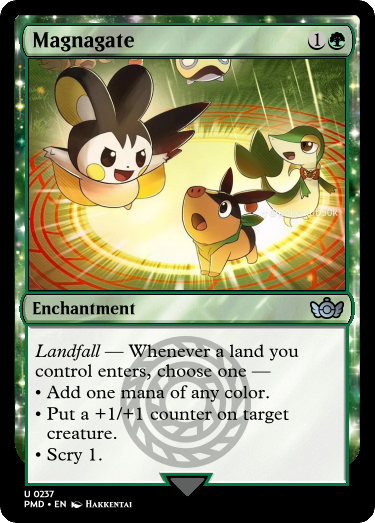 Magnagate 1
Enchantment
Landfall — Whenever a land you
control enters, choose one —
• Add one mana of any color.
• Put a +1/+1 counter on target
creature.
• Scry 1.
U 0237
PMD • EN Hakkentai